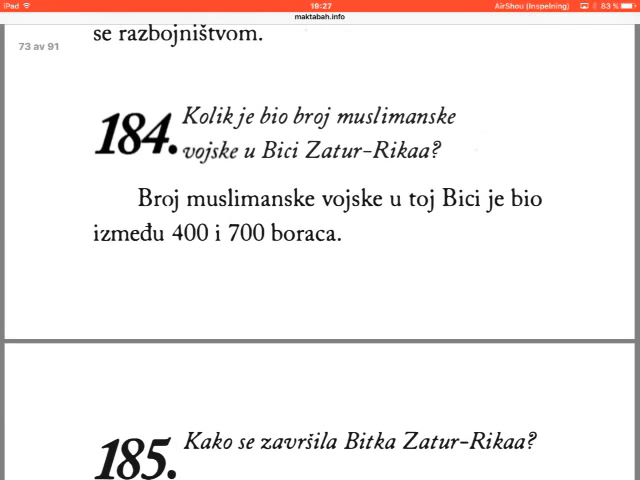 iPad 19:27 AirShou (Inspelning) 83 %
maktabah.info
73 av 91
se razbojništvom.
184. Kolik je bio broj muslimanske
vojske u Bici Zatur-Rikaa?
Broj muslimanske vojske u toj Bici je bio
između 400 i 700 boraca.
185. Kako se završila Bitka Zatur-Rikaa?